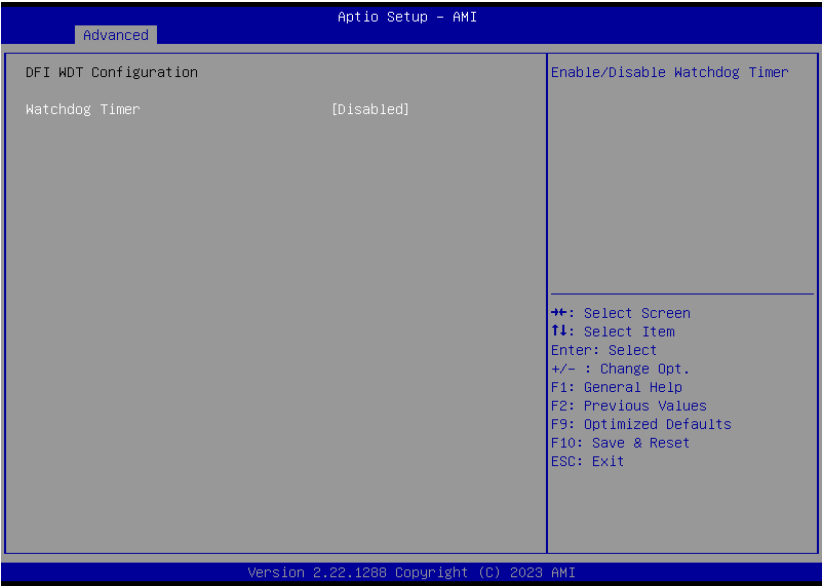 Aptio Setup – AMI
Advanced
DFI WDT Configuration
Watchdog Timer [Disabled]
Enable/Disable Watchdog Timer
→←: Select Screen
↑↓: Select Item
Enter: Select
+/- : Change Opt.
F1: General Help
F2: Previous Values
F9: Optimized Defaults
F10: Save & Reset
ESC: Exit
Version 2.22.1288 Copyright (C) 2023 AMI